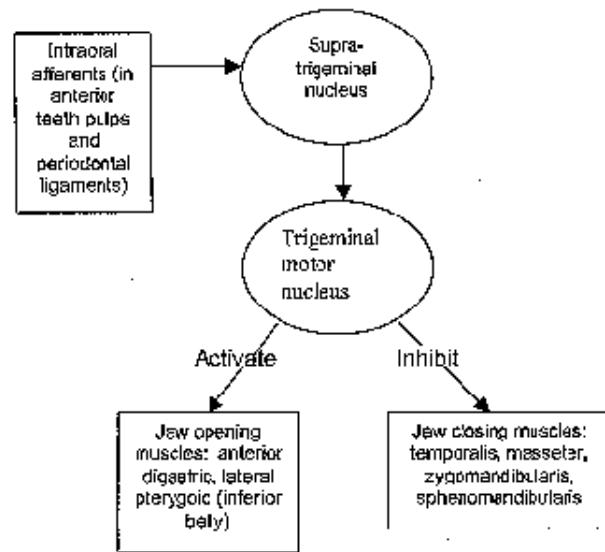 Intraoral
afferents (in
anterior
teeth pulps
and
periodontal
ligaments)
Supra-
trigeminal
nucleus
Trigeminal
motor
nucleus
Activate
Inhibit
Jaw opening
muscles: anterior
digastric, lateral
pterygoic (inferior
belly)
Jaw closing muscles:
temporalis, masseter,
zygomandibularis,
sphenomandibularis